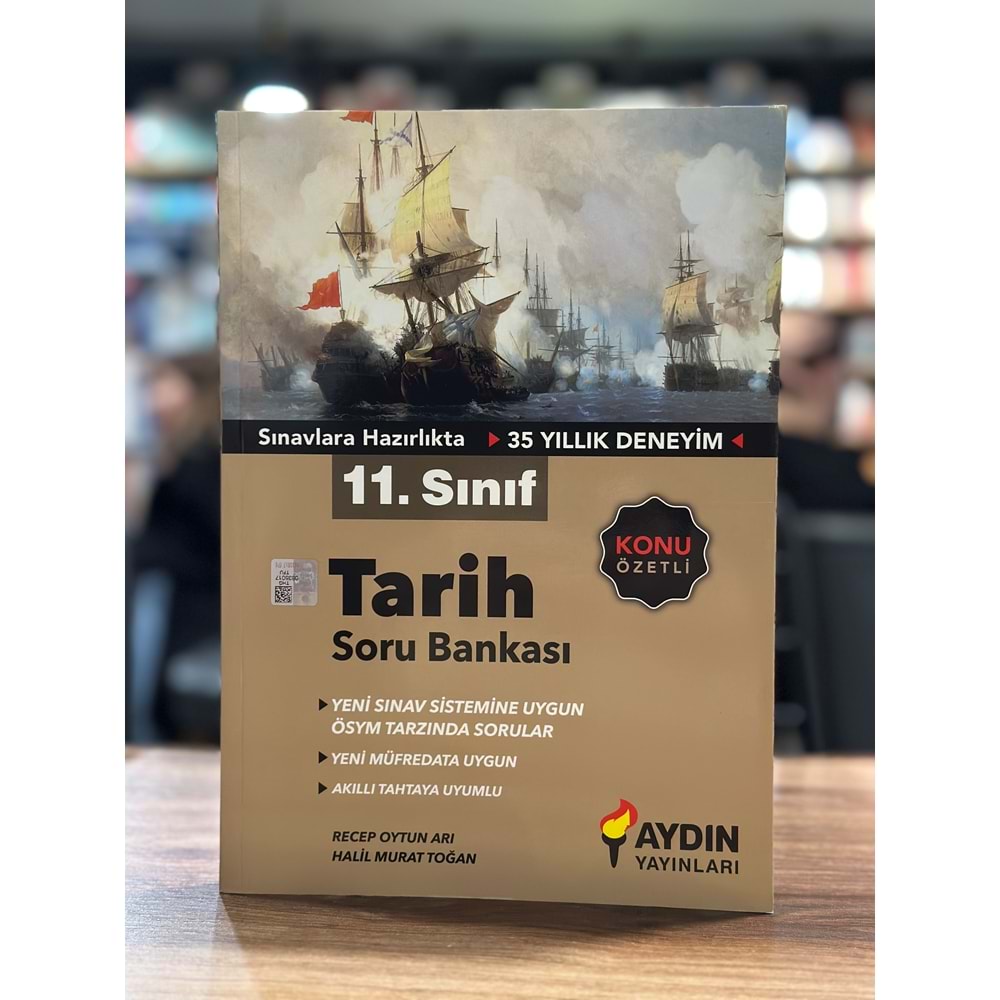 Sınavlara Hazırlıkta 35 YILLIK DENEYİM
11. Sınıf
KONU
ÖZETLİ
Tarih
Soru Bankası
YENİ SINAV SİSTEMİNE UYGUN
ÖSYM TARZINDA SORULAR
YENİ MÜFREDATA UYGUN
AKILLI TAHTAYA UYUMLU
RECEP OYTUN ARI
HALİL MURAT TOĞAN
AYDIN
YAYINLARI